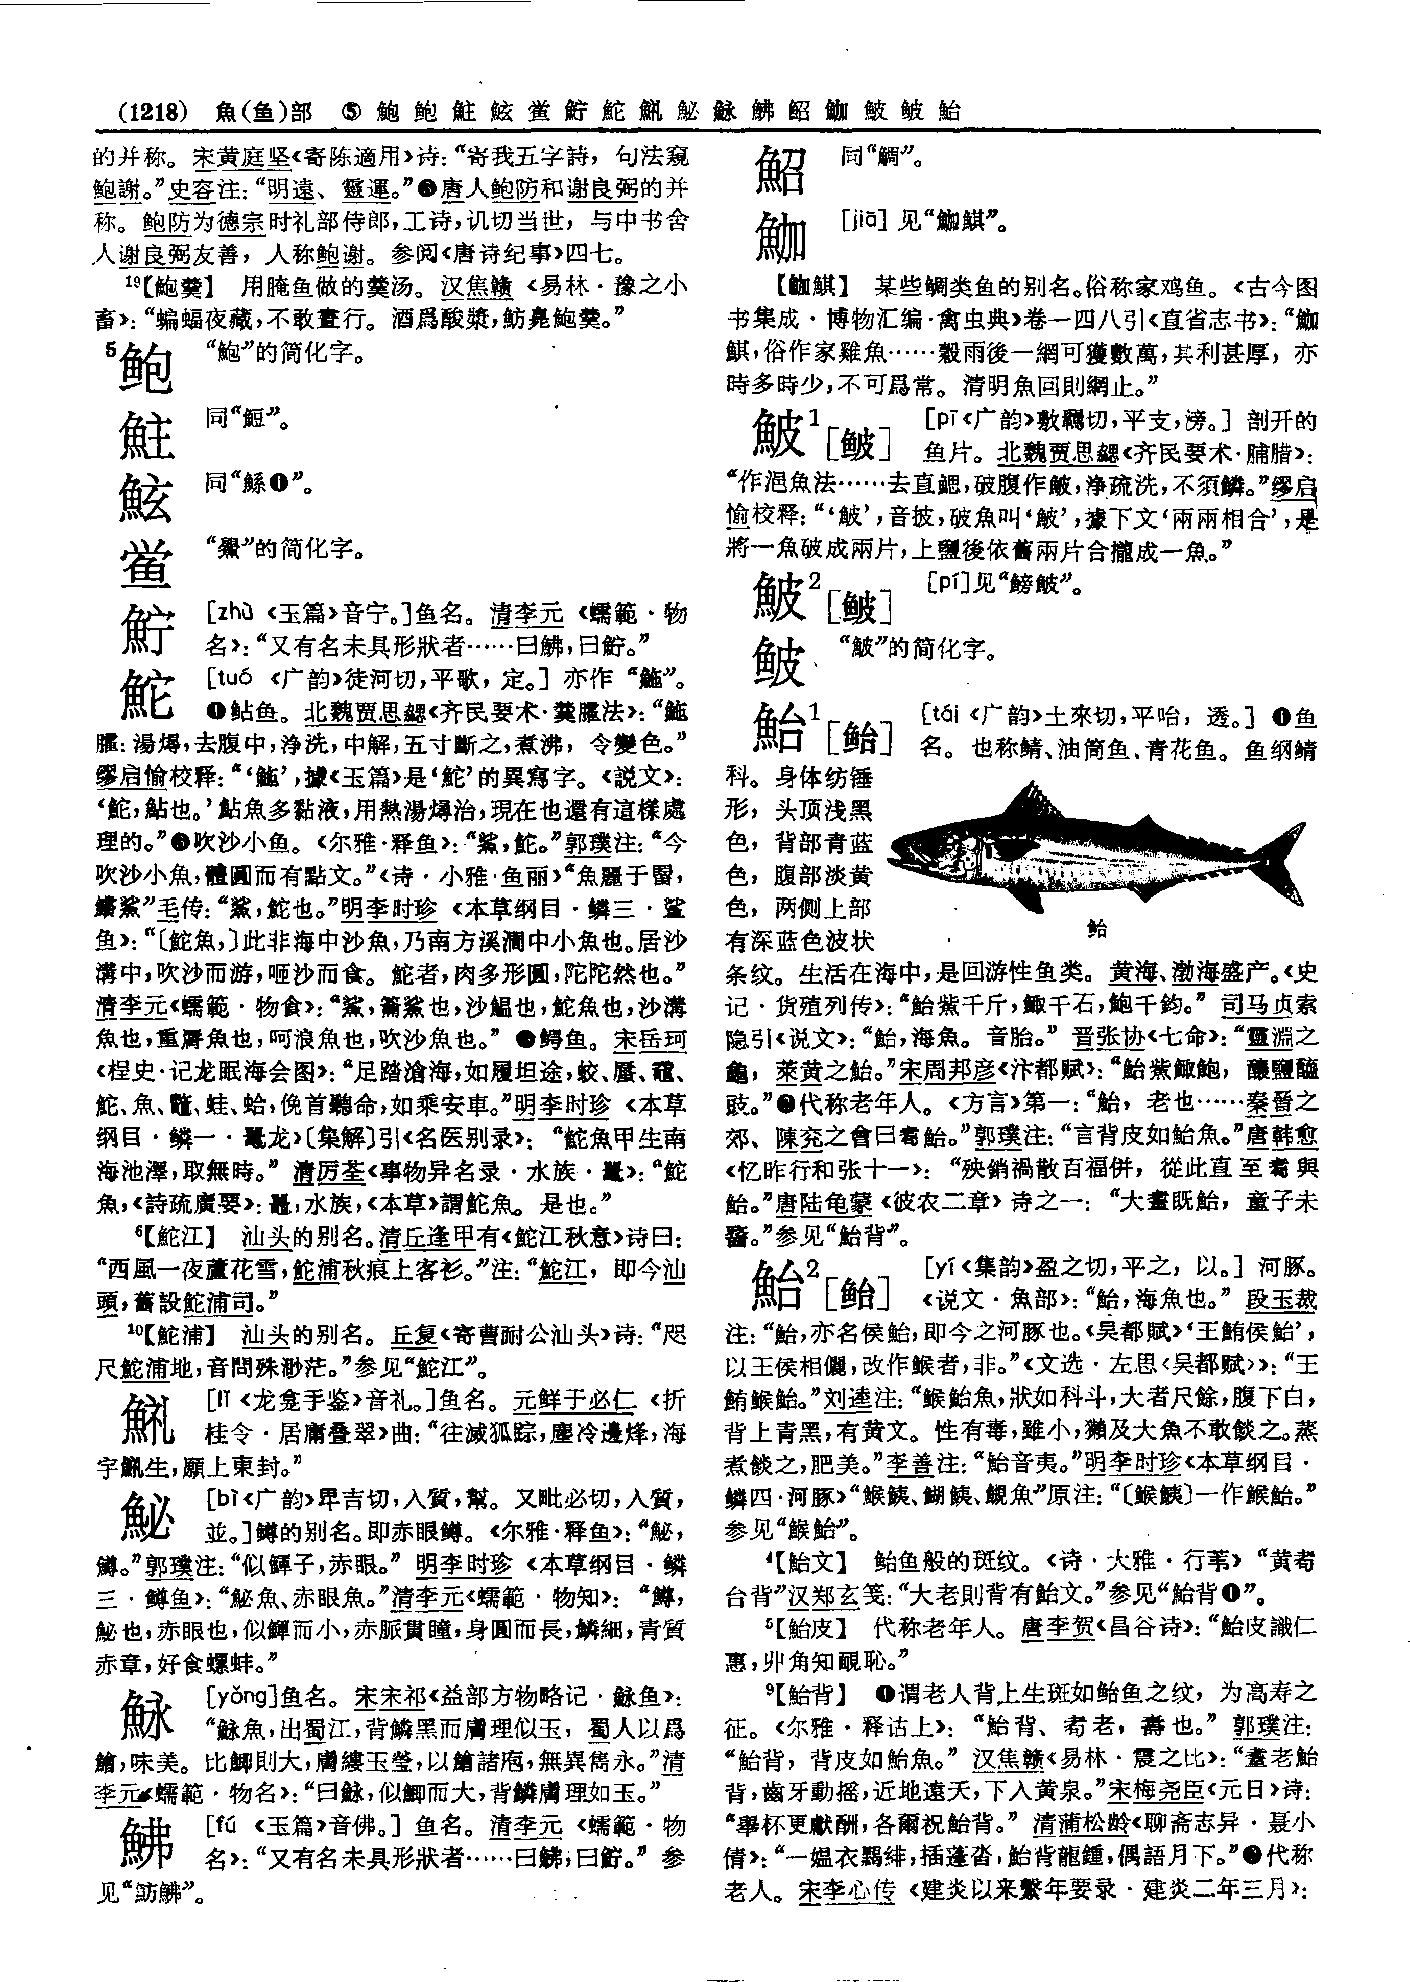 (1218) 魚(鱼)部 ⑤ 鮑 鲍 鮏 鮌 鲎 鮓 鮀 鮘 鮅 鯎 鮄 鮉 鮈 鮍 鲏 鮐
的并称。宋黄庭坚《寄陈適用》诗:“寄我五字詩，句法窺
鮑謝。”史容注:“明遠、靈運。”❸唐人鲍防和谢良弼的并
称。鲍防为德宗时礼部侍郎,工诗,讥切当世，与中书舍
人谢良弼友善，人称鲍谢。参阅《唐诗纪事》四七。
19【鮑羹】 用腌鱼做的羹汤。汉焦赣《易林·豫之小
畜》:“蝙蝠夜藏,不敢晝行。酒爲酸漿,魴臭鮑羹。”
5鲍 “鮑”的简化字。
鮏 同“鯹”。
鮌 同“鯀❶”。
鲎 “鱟”的简化字。
[zhù《玉篇》音宁。]鱼名。清李元《蠕範·物
名》:“又有名未具形狀者……曰鮄,曰鮓。”
鮀 [tuó《广韵》徒河切,平歌，定。] 亦作“鮑”。
❶鲇鱼。北魏贾思勰《齐民要术·羹臛法》:
臛:湯燖,去腹中,浄洗,中解,五寸斷之,煮沸，令變色。”
缪启愉校释:據《玉篇》是‘鮀’的異寫字。《説文》:
‘鮀,鮎也。’鮎魚多黏液,用熱湯燖治,現在也還有這樣處
理的。”❷吹沙小鱼。《尔雅·释鱼》:“鯊,鮀。”郭璞注:“今
吹沙小魚,體圓而有點文。”《诗·小雅·鱼丽》“魚麗于罶，
鱨鯊”毛传:“鯊,鮀也。”明李时珍《本草纲目·鳞三·鲨
鱼》:“〔鮀魚,〕此非海中沙魚,乃南方溪澗中小魚也。居沙
溝中,吹沙而游,咂沙而食。鮀者,肉多形圓,陀陀然也。”
清李元《蠕範·物食》:“鯊,鮀魚也,沙溝
魚也,重脣魚也,呵浪魚也,吹沙魚也。” ❸鳄鱼。宋岳珂
《桯史·记龙眠海会图》:“足踏滄海,如履坦途,蛟、蜃、黿、
鮀、魚、鼈、蛙、蛤,俛首聽命,如乘安車。”明李时珍《本草
纲目·鳞一·鼍龙》〔集解〕引《名医别录》:“鮀魚甲生南
海池澤,取無時。” 清厉荃《事物异名录·水族·鼍》:“鮀
魚,《詩疏廣要》:鼉,水族,《本草》謂鮀魚。是也。”
6【鮀江】 汕头的别名。清丘逢甲有《鮀江秋意》诗曰:
“西風一夜蘆花雪,鮀浦秋痕上客衫。”注:“鮀江，即今汕
頭,舊設鮀浦司。”
10【鮀浦】 汕头的别名。丘复《寄曹耐公汕头》诗:“咫
尺鮀浦地,音問殊渺茫。”参见“鮀江”。
[lǐ《龙龛手鉴》音礼。]鱼名。元鲜于必仁《折
桂令·居庸叠翠》曲:“往滅狐踪,塵冷邊烽,海
宇生,願上東封。”
鮅 [bì《广韵》卑吉切,入質,幫。又毗必切,入質,
並。]鳟的别名。即赤眼鳟。《尔雅·释鱼》:“鮅,
鱒。”郭璞注:“似鯶子,赤眼。” 明李时珍《本草纲目·鳞
三·鳟鱼》:“鮅魚、赤眼魚。”清李元《蠕範·物知》:“鱒,
鮅也,赤眼也,似鯶而小,赤脈貫瞳,身圓而長,鱗細,青質
赤章,好食螺蚌。”
[yǒng]鱼名。宋宋祁《益部方物略记·鱼》:
魚,出蜀江,背鱗黑而膚理似玉，蜀人以爲
鱠,味美。比鯽則大,膚縷玉瑩,以鱠諸庖,無異雋永。”清
李元《蠕範·物名》:似鯽而大,背鱗膚理如玉。”
鮄 [fú《玉篇》音佛。] 鱼名。清李元《蠕範·物
名》:“又有名未具形狀者……曰鮄,曰鮓。” 参
见“魴鮄”。
鮉 同“鯛”。
[jiā] 见
某些鲷类鱼的别名。俗称家鸡鱼。《古今图
书集成·博物汇编·禽虫典》卷一四八引《直省志书》:
俗作家雞魚……穀雨後一網可獲數萬,其利甚厚，亦
時多時少,不可爲常。清明魚回則網止。”
鮍1[鲏] [pī《广韵》敷羈切,平支,滂。] 剖开的
鱼片。北魏贾思勰《齐民要术·脯腊》:
“作浥魚法……去直鰓,破腹作鮍,浄疏洗,不須鱗。”缪启
愉校释:“‘鮍’,音披,破魚叫‘鮍’,據下文‘兩兩相合’,是
將一魚破成兩片,上鹽後依舊兩片合攏成一魚。”
鮍2[鲏] [pí]见“鳑鮍”。
鲏 “鮍”的简化字。
鮐1[鲐] [tái《广韵》土來切,平咍，透。] ❶鱼
名。也称鲭、油筒鱼、青花鱼。鱼纲鲭
科。身体纺锤
形，头顶浅黑
色，背部青蓝
色，腹部淡黄
色，两侧上部
有深蓝色波状
鲐
条纹。生活在海中,是回游性鱼类。黄海、渤海盛产。《史
记·货殖列传》:“鮐鮆千斤,鯫千石,鮑千鈞。” 司马贞索
隐引《说文》:“鮐,海魚。音胎。” 晋张协《七命》:“靈淵之
龜，萊黄之鮐。”宋周邦彦《汴都赋》:“鮐鮆鯫鮑，釀鹽醢
豉。”❷代称老年人。《方言》第一:“鮐，老也……秦晉之
郊、陳兗之會曰耇鮐。”郭璞注:“言背皮如鮐魚。”唐韩愈
《忆昨行和张十一》:“殃銷禍散百福併，從此直至耇與
鮐。”唐陆龟蒙《彼农二章》诗之一:“大耋既鮐，童子未
齠。”参见“鮐背”。
鮐2[鲐] [yí《集韵》盈之切,平之，以。] 河豚。
《说文·魚部》:“鮐,海魚也。” 段玉裁
注:“鮐,亦名侯鮐,即今之河豚也。《吴都赋》‘王鮪侯鮐’,
以王侯相儷,改作鯸者,非。”《文选·左思〈吴都赋〉》:“王
鮪鯸鮐。”刘逵注:“鯸鮐魚,狀如科斗,大者尺餘,腹下白,
背上青黑,有黄文。性有毒,雖小,獺及大魚不敢餤之。蒸
煮餤之,肥美。”李善注:“鮐音夷。”明李时珍《本草纲目·
鳞四·河豚》“鯸鮧、鰗鮧、鯢魚”原注:“〔鯸鮧〕一作鯸鮐。”
参见“鯸鮐”。
4【鮐文】 鲐鱼般的斑纹。《诗·大雅·行苇》“黄耇
台背”汉郑玄笺:“大老則背有鮐文。”参见“鮐背❶”。
5【鮐皮】 代称老年人。唐李贺《昌谷诗》:“鮐皮識仁
惠,丱角知靦恥。”
9【鮐背】 ❶谓老人背上生斑如鲐鱼之纹，为高寿之
征。《尔雅·释诂上》:“鮐背、耇老，壽也。” 郭璞注:
“鮐背，背皮如鮐魚。” 汉焦赣《易林·震之比》:“耋老鮐
背,齒牙動摇,近地遠天,下入黄泉。”宋梅尧臣《元日》诗:
“舉杯更獻酬,各爾祝鮐背。” 清蒲松龄《聊斋志异·聂小
倩》:“一媪衣䵩緋,插蓬沓,鮐背龍鍾,偶語月下。”❷代称
老人。宋李心传《建炎以来繫年要录·建炎二年三月》: